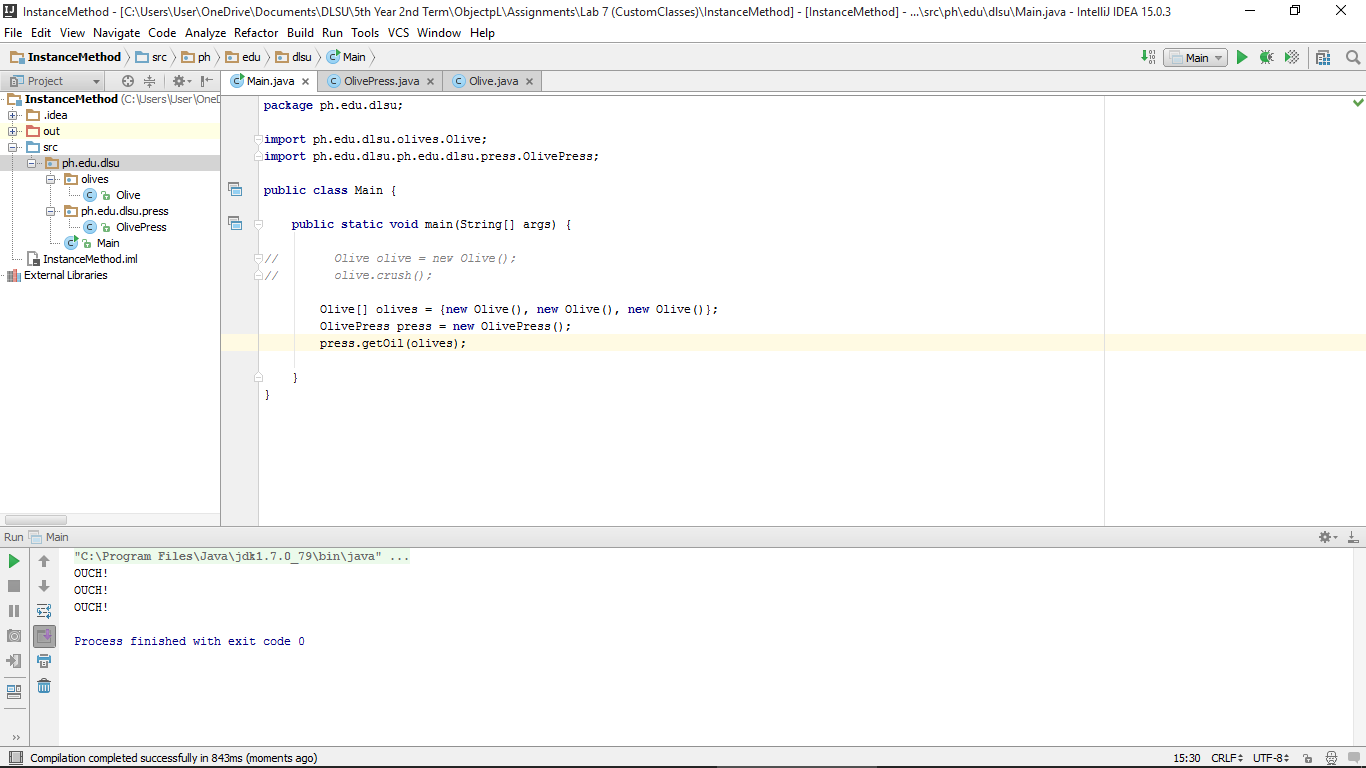 InstanceMethod - [C:\Users\User\OneDrive\Documents\DLSU\5th Year 2nd Term\ObjectpL\Assignments\Lab 7 (CustomClasses)\InstanceMethod] - [InstanceMethod] - ...\src\ph\edu\dlsu\Main.java - IntelliJ IDEA 15.0.3
File Edit View Navigate Code Analyze Refactor Build Run Tools VCS Window Help
InstanceMethod src ph edu dlsu Main
Main
Project
Main.java OlivePress.java Olive.java
InstanceMethod (C:\Users\User\OneD
.idea
out
src
ph.edu.dlsu
olives
Olive
ph.edu.dlsu.press
OlivePress
Main
InstanceMethod.iml
External Libraries
package ph.edu.dlsu;
import ph.edu.dlsu.olives.Olive;
import ph.edu.dlsu.ph.edu.dlsu.press.OlivePress;
public class Main {
public static void main(String[] args) {
// Olive olive = new Olive();
// olive.crush();
Olive[] olives = {new Olive(), new Olive(), new Olive()};
OlivePress press = new OlivePress();
press.getOil(olives);
}
}
Run Main
"C:\Program Files\Java\jdk1.7.0_79\bin\java" ...
OUCH!
OUCH!
OUCH!
Process finished with exit code 0
Compilation completed successfully in 843ms (moments ago)
15:30 CRLF UTF-8